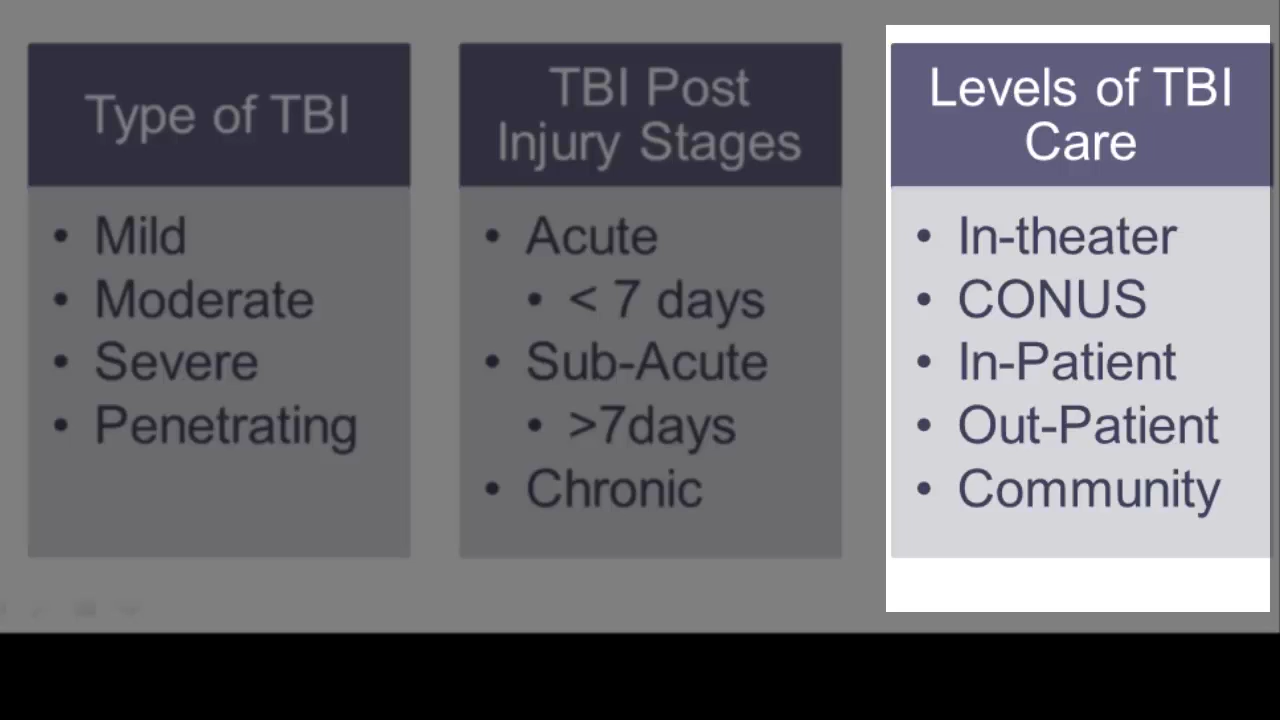 Type of TBI
• Mild
• Moderate
• Severe
• Penetrating
TBI Post
Injury Stages
• Acute
• < 7 days
• Sub-Acute
• >7days
• Chronic
Levels of TBI
Care
• In-theater
• CONUS
• In-Patient
• Out-Patient
• Community